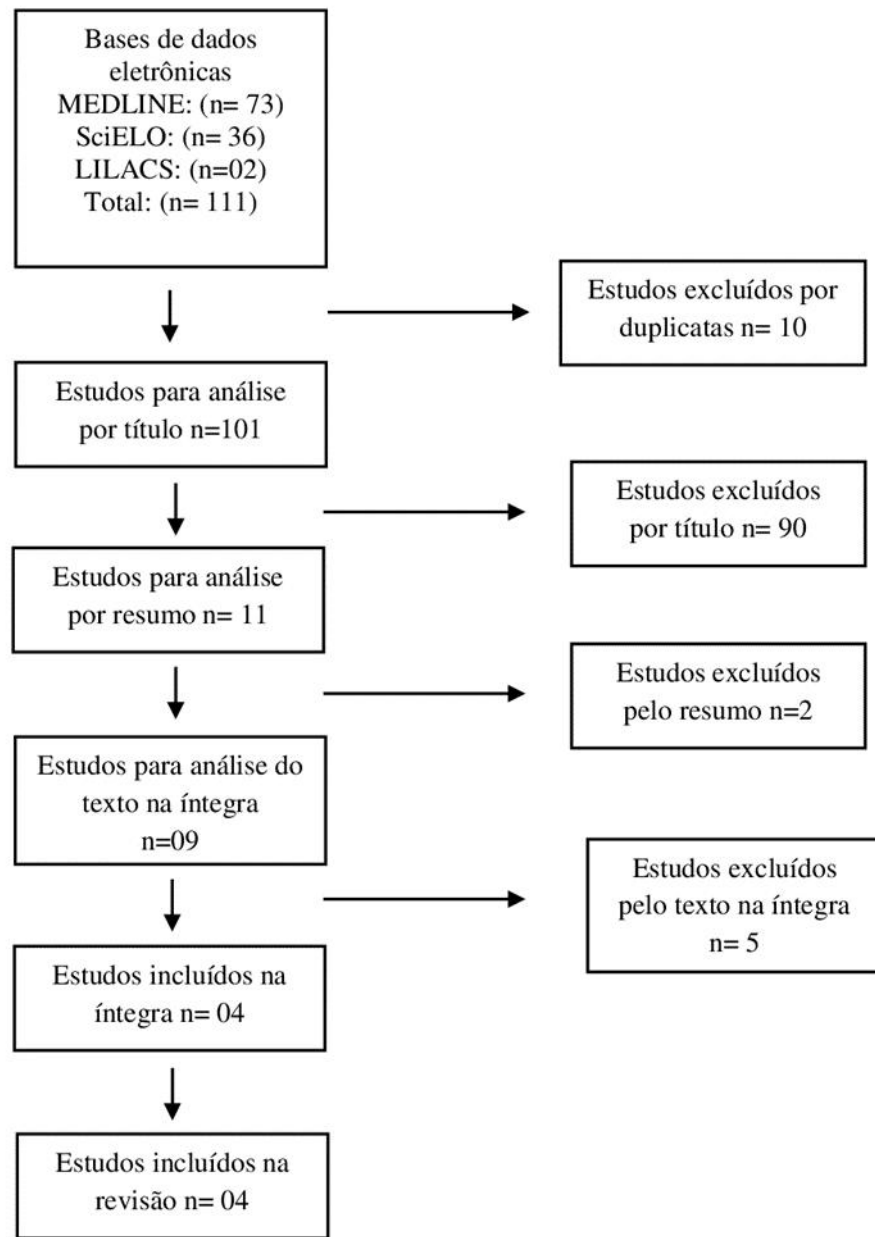 Bases de dados
eletrônicas
MEDLINE: (n= 73)
SciELO: (n= 36)
LILACS: (n=02)
Total: (n= 111)
Estudos excluídos por
duplicatas n= 10
Estudos para análise
por título n=101
Estudos excluídos
por título n= 90
Estudos para análise
por resumo n= 11
Estudos excluídos
pelo resumo n=2
Estudos para análise do
texto na íntegra
n=09
Estudos excluídos
pelo texto na íntegra
n= 5
Estudos incluídos na
íntegra n= 04
Estudos incluídos na
revisão n= 04